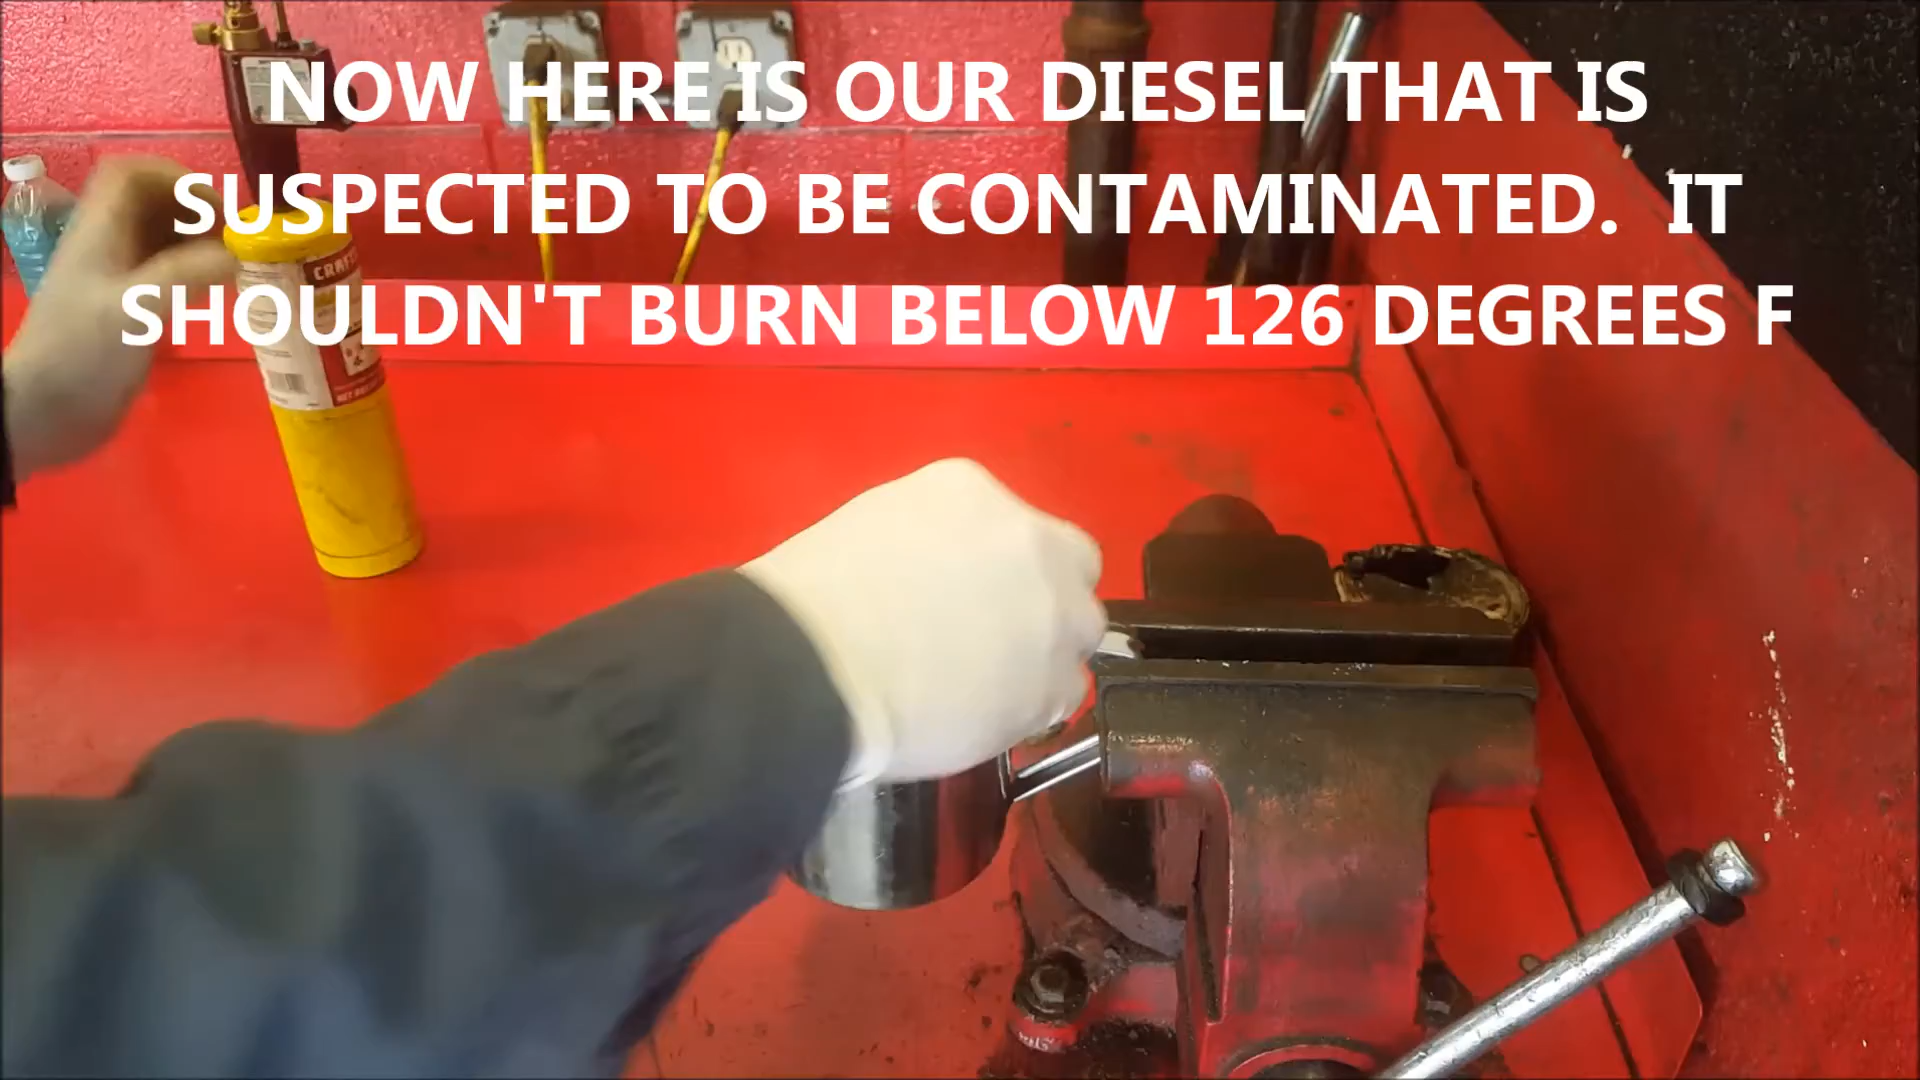 NOW HERE IS OUR DIESEL THAT IS
SUSPECTED TO BE CONTAMINATED. IT
SHOULDN'T BURN BELOW 126 DEGREES F